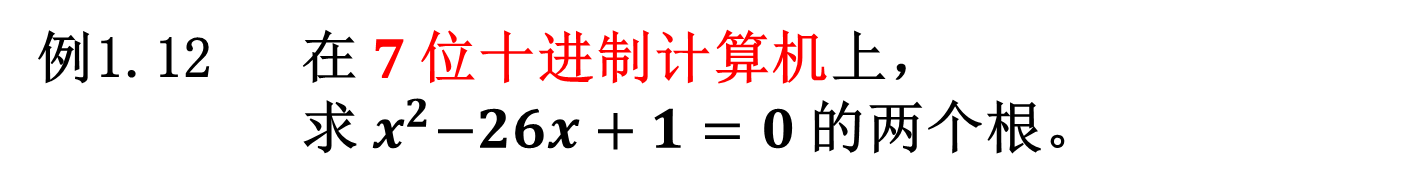 例1.12 在 7 位十进制计算机上，
求 x²−26x + 1 = 0 的两个根。